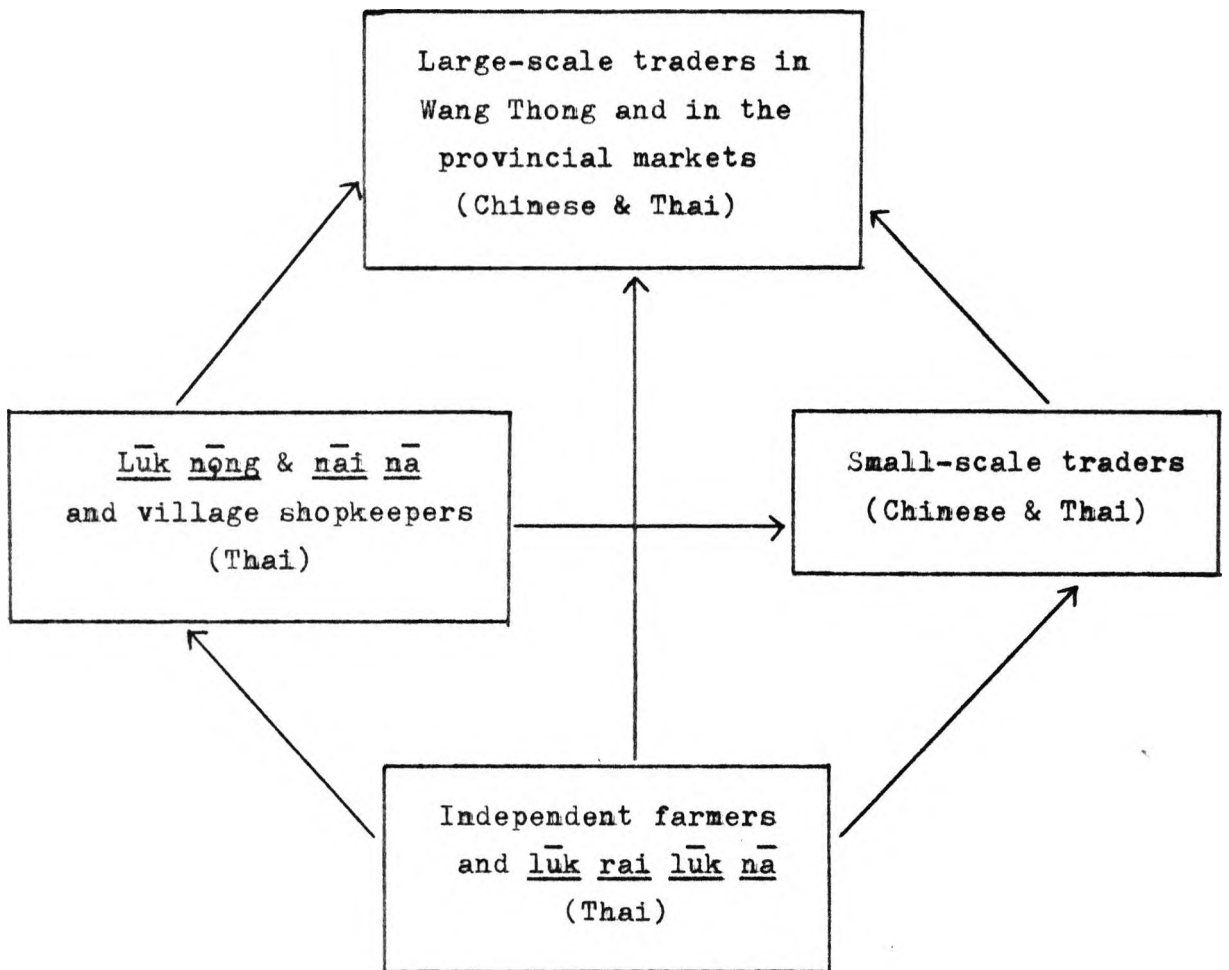 Large-scale traders in
Wang Thong and in the
provincial markets
(Chinese & Thai)
Lūk nǭng & nāi nā
and village shopkeepers
(Thai)
Small-scale traders
(Chinese & Thai)
Independent farmers
and lūk rai lūk nā
(Thai)